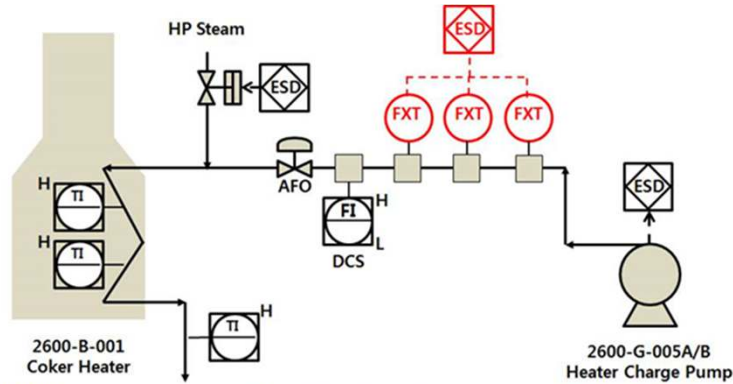 HP Steam
ESD
ESD
FXT
FXT
FXT
ESD
AFO
H
TI
H
TI
FI
H
L
DCS
H
TI
2600-B-001
Coker Heater
2600-G-005A/B
Heater Charge Pump